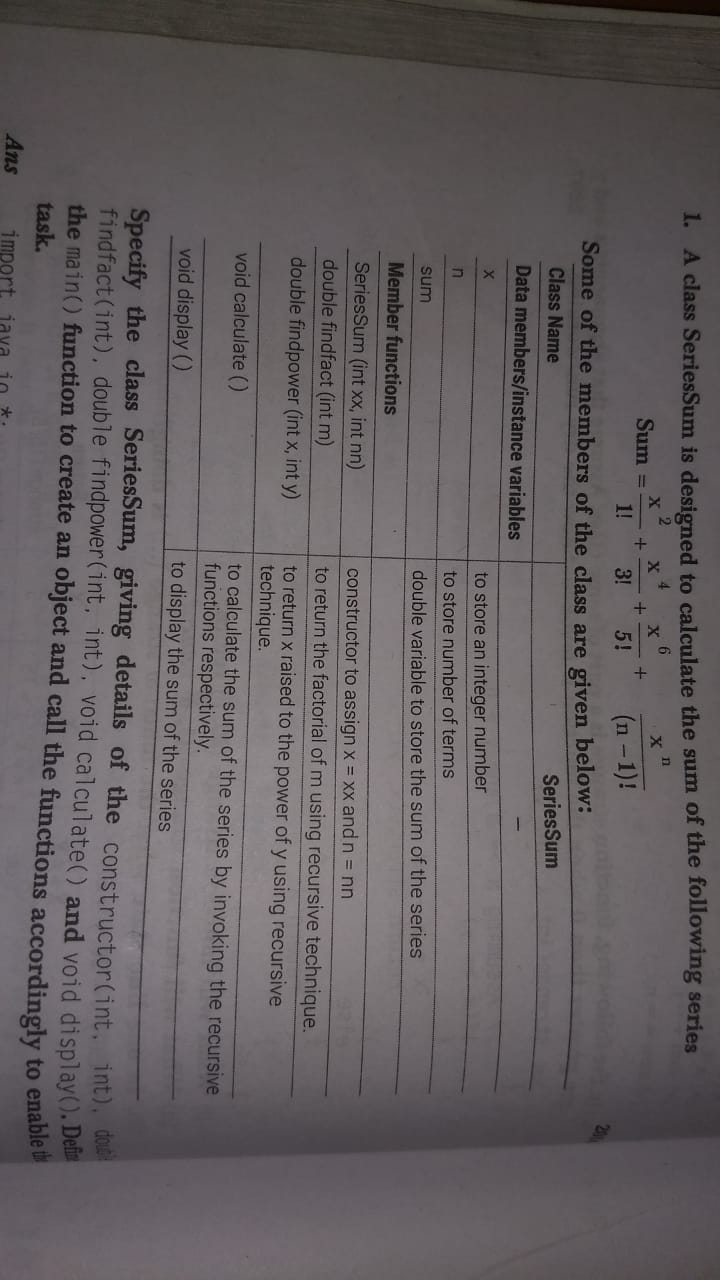 1. A class SeriesSum is designed to calculate the sum of the following series
Sum = x^2/1! + x^4/3! + x^6/5! + x^n/(n – 1)!
Some of the members of the class are given below:
Class Name SeriesSum
Data members/instance variables –
x to store an integer number
n to store number of terms
sum double variable to store the sum of the series
Member functions
SeriesSum (int xx, int nn) constructor to assign x = xx and n = nn
double findfact (int m) to return the factorial of m using recursive technique.
double findpower (int x, int y) to return x raised to the power of y using recursive
technique.
void calculate ( ) to calculate the sum of the series by invoking the recursive
functions respectively.
void display ( ) to display the sum of the series
Specify the class SeriesSum, giving details of the constructor(int, int),
findfact(int), double findpower(int, int), void calculate() and void display().
the main() function to create an object and call the functions accordingly to enable
task.
Ans import java.io.*;